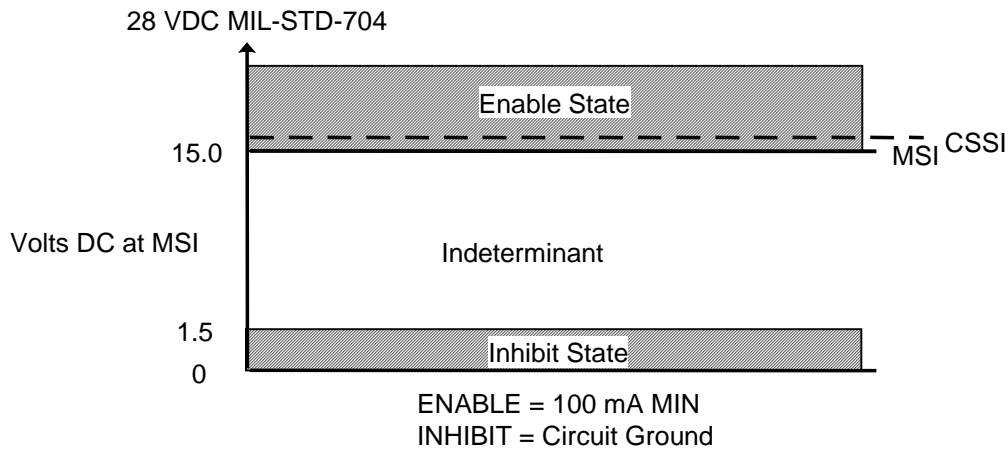 28 VDC MIL-STD-704
Enable State
15.0
MSI
CSSI
Volts DC at MSI
Indeterminant
1.5
Inhibit State
0
ENABLE = 100 mA MIN
INHIBIT = Circuit Ground